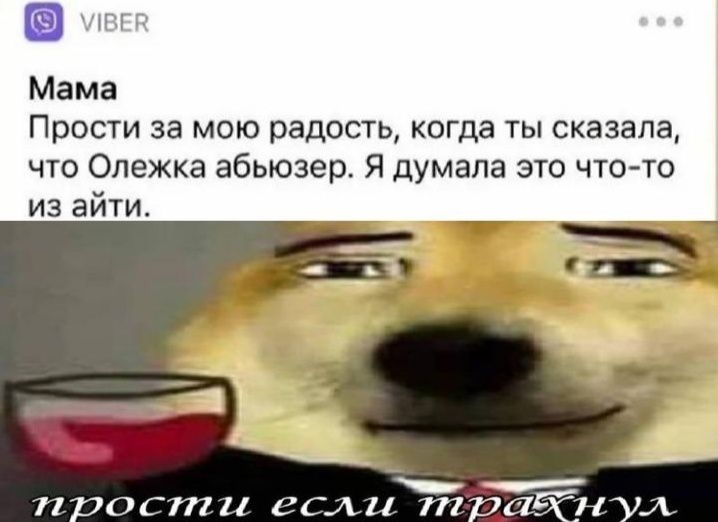 VIBER
Мама
Прости за мою радость, когда ты сказала,
что Олежка абьюзер. Я думала это что-то
из айти.
прости если трахнул